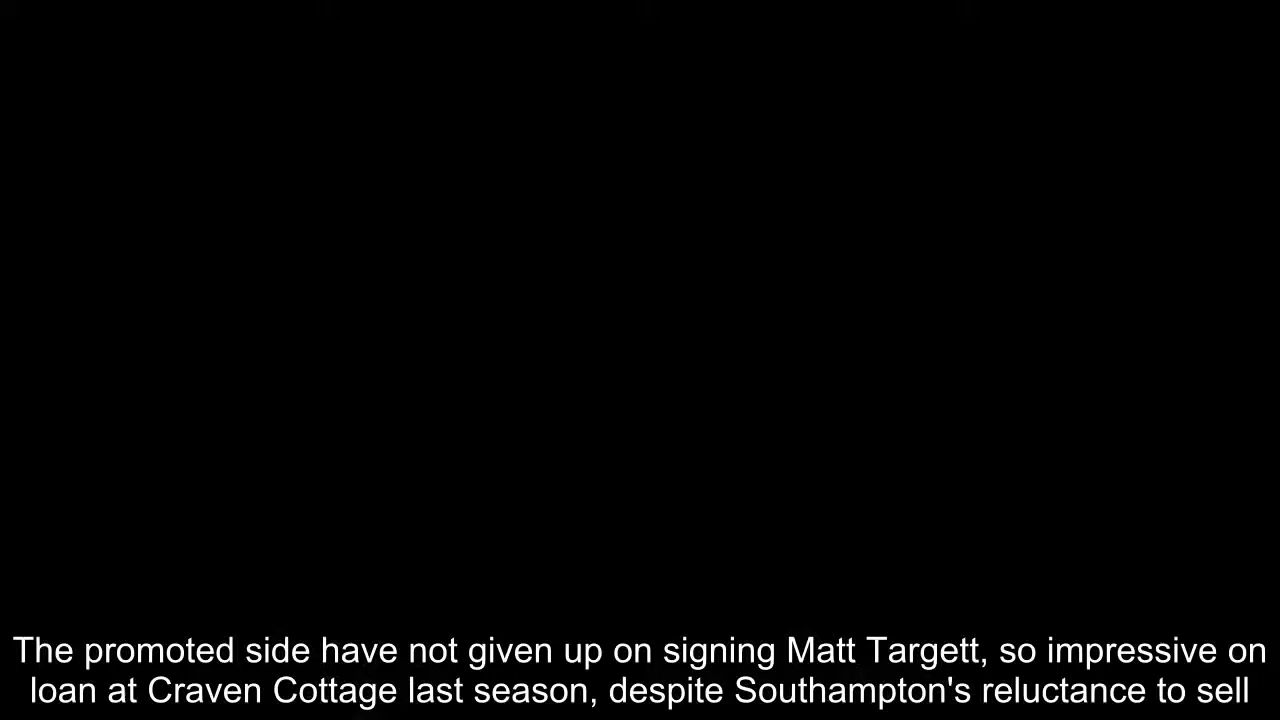 The promoted side have not given up on signing Matt Targett, so impressive on
loan at Craven Cottage last season, despite Southampton's reluctance to sell